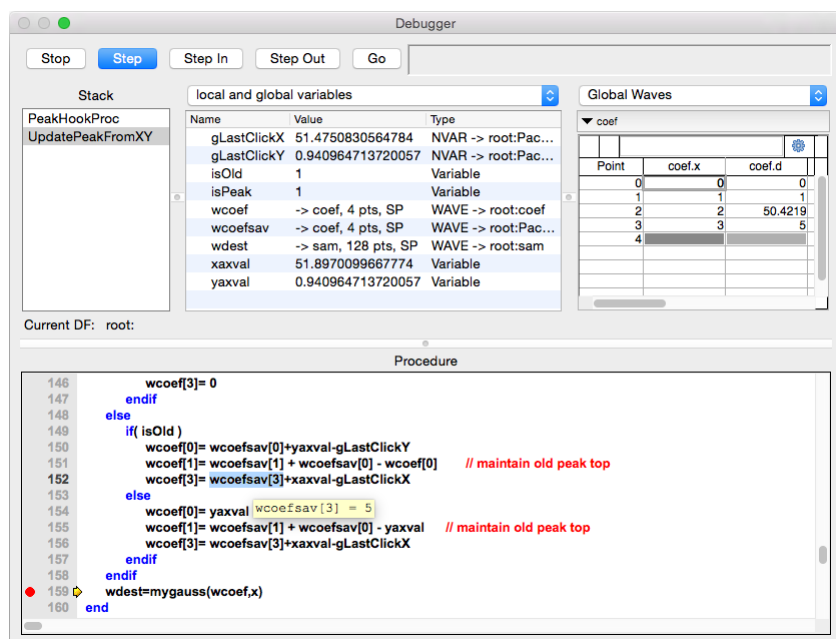 Debugger
Stop Step Step In Step Out Go
Stack
PeakHookProc
UpdatePeakFromXY
local and global variables
Name Value Type
gLastClickX 51.4750830564784 NVAR -> root:Pac...
gLastClickY 0.940964713720057 NVAR -> root:Pac...
isOld 1 Variable
isPeak 1 Variable
wcoef -> coef, 4 pts, SP WAVE -> root:coef
wcoefsav -> coef, 4 pts, SP WAVE -> root:Pac...
wdest -> sam, 128 pts, SP WAVE -> root:sam
xaxval 51.8970099667774 Variable
yaxval 0.940964713720057 Variable
Global Waves
coef
Point coef.x coef.d
0 0 0
1 1 1
2 2 50.4219
3 3 5
4
Current DF: root:
Procedure
146 wcoef[3]= 0
147 endif
148 else
149 if( isOld )
150 wcoef[0]= wcoefsav[0]+yaxval-gLastClickY
151 wcoef[1]= wcoefsav[1] + wcoefsav[0] - wcoef[0] // maintain old peak top
152 wcoef[3]= wcoefsav[3]+xaxval-gLastClickX
153 else
154 wcoef[0]= yaxval
wcoefsav[3] = 5
155 wcoef[1]= wcoefsav[1] + wcoefsav[0] - yaxval // maintain old peak top
156 wcoef[3]= wcoefsav[3]+xaxval-gLastClickX
157 endif
158 endif
159 wdest=mygauss(wcoef,x)
160 end